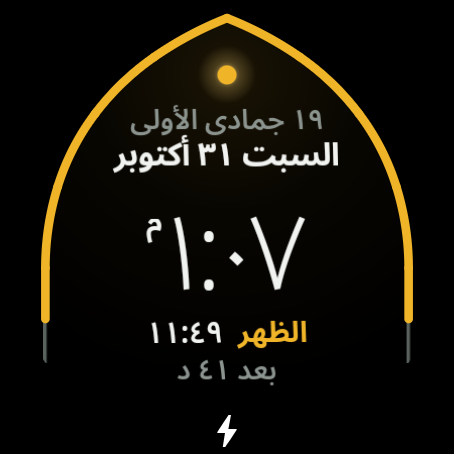 ١٩ جمادى الأولى
السبت ٣١ أكتوبر
١:٠٧ م
الظهر ١١:٤٩
بعد ٤١ د